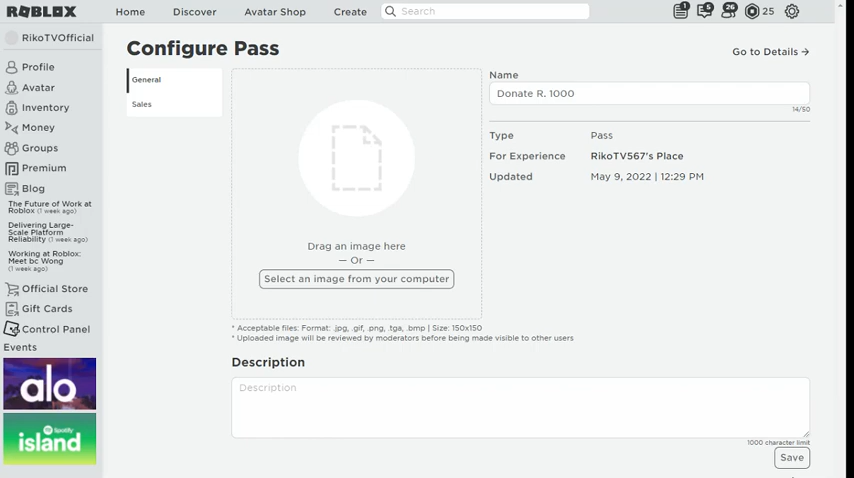 ROBLOX Home Discover Avatar Shop Create Search 1 5 26 25
RikoTVOfficial
Profile
Avatar
Inventory
Money
Groups
Premium
Blog
The Future of Work at
Roblox (1 week ago)
Delivering Large-
Scale Platform
Reliability (1 week ago)
Working at Roblox:
Meet bc Wong
(1 week ago)
Official Store
Gift Cards
Control Panel
Events
alo
Spotify
island
Configure Pass
Go to Details →
General
Sales
Drag an image here
— Or —
Select an image from your computer
* Acceptable files: Format: .jpg, .gif, .png, .tga, .bmp | Size: 150x150
* Uploaded image will be reviewed by moderators before being made visible to other users
Name
Donate R. 1000
14/50
Type Pass
For Experience RikoTV567's Place
Updated May 9, 2022 | 12:29 PM
Description
Description
1000 character limit
Save